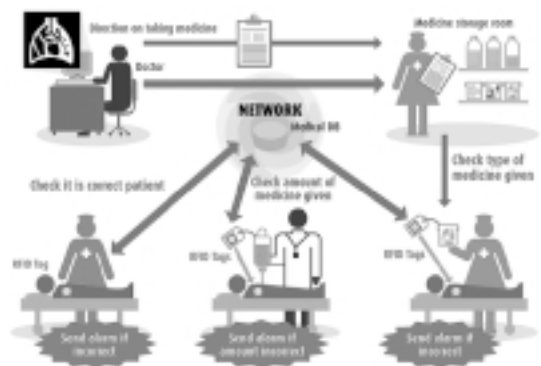 Direction on taking medicine
Medicine storage room
Doctor
NETWORK
Medical DB
Check it is correct patient
Check amount of
medicine given
Check type of
medicine given
RFID Tag
RFID Tags
RFID Tags
Send alarm if
incorrect
Send alarm if
amount incorrect
Send alarm if
incorrect